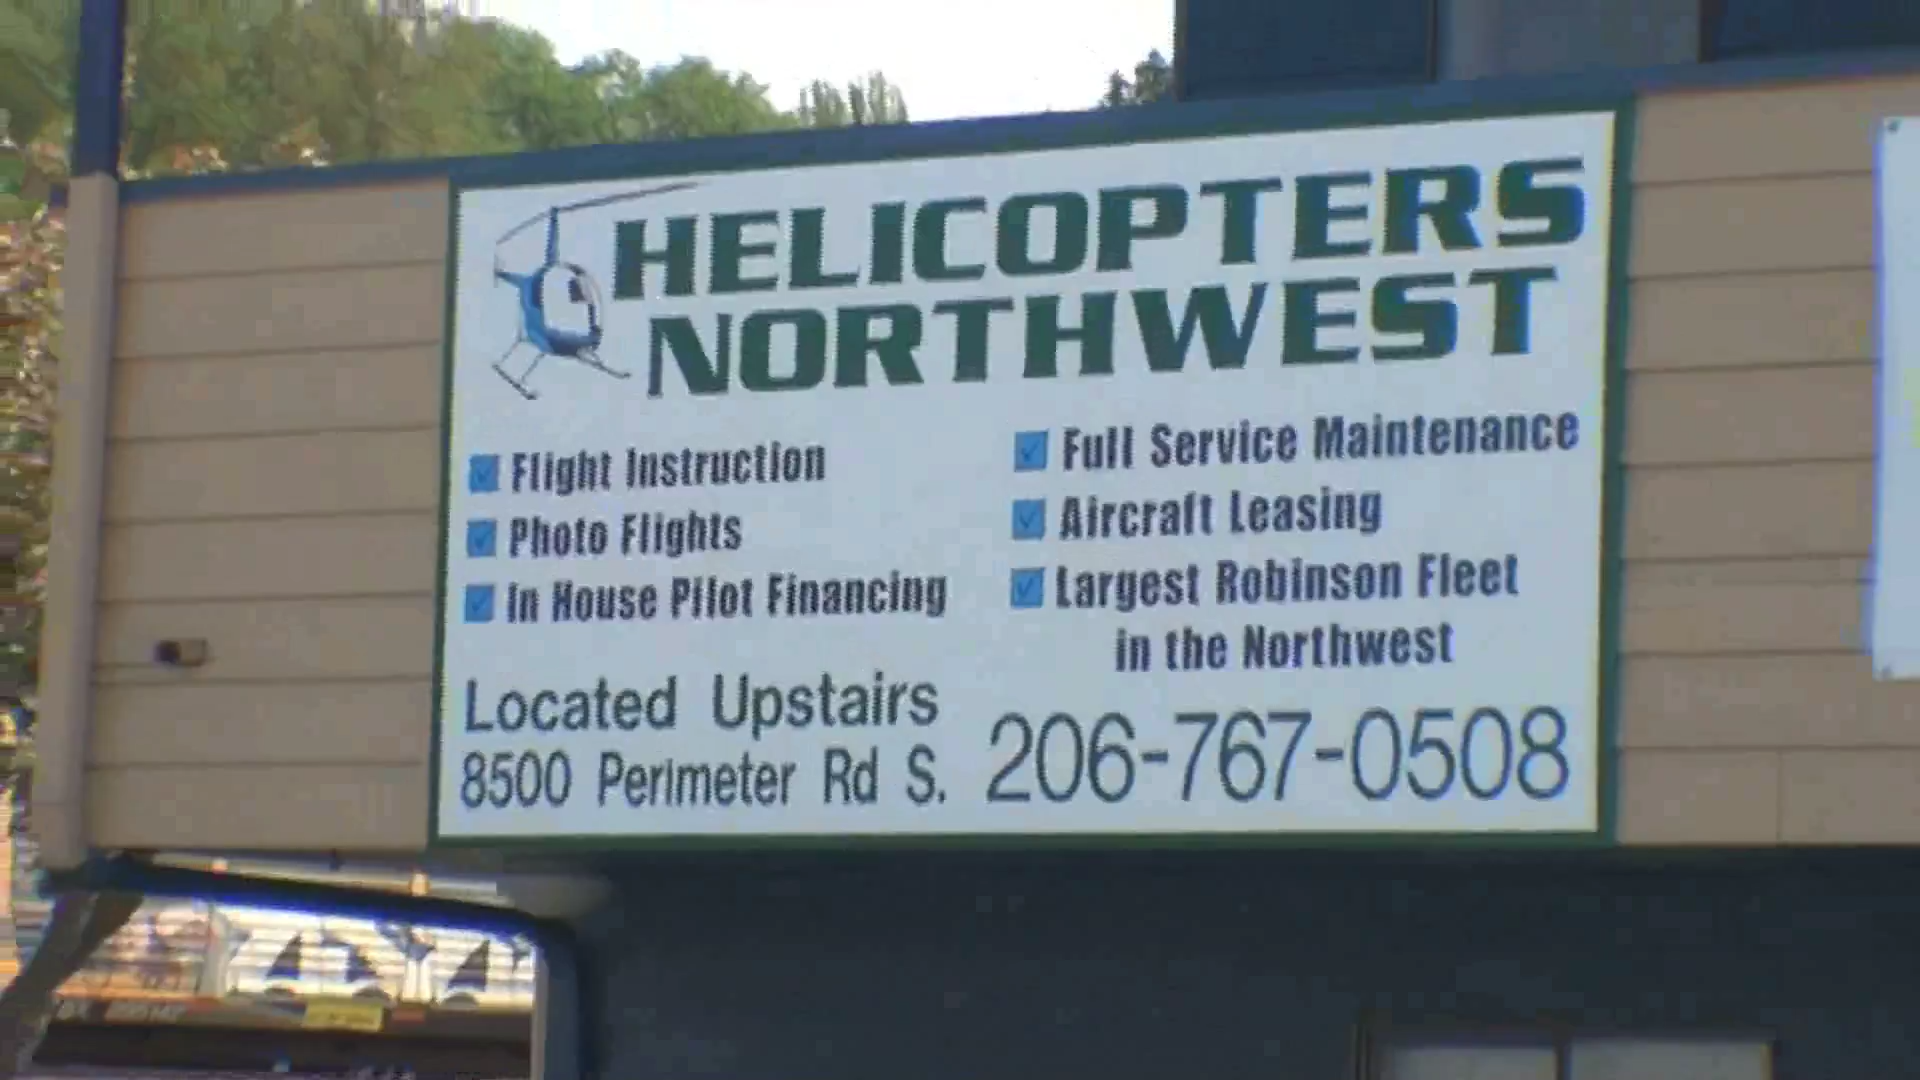 HELICOPTERS
NORTHWEST
Flight Instruction
Photo Flights
In House Pilot Financing
Full Service Maintenance
Aircraft Leasing
Largest Robinson Fleet
in the Northwest
Located Upstairs
8500 Perimeter Rd S.
206-767-0508